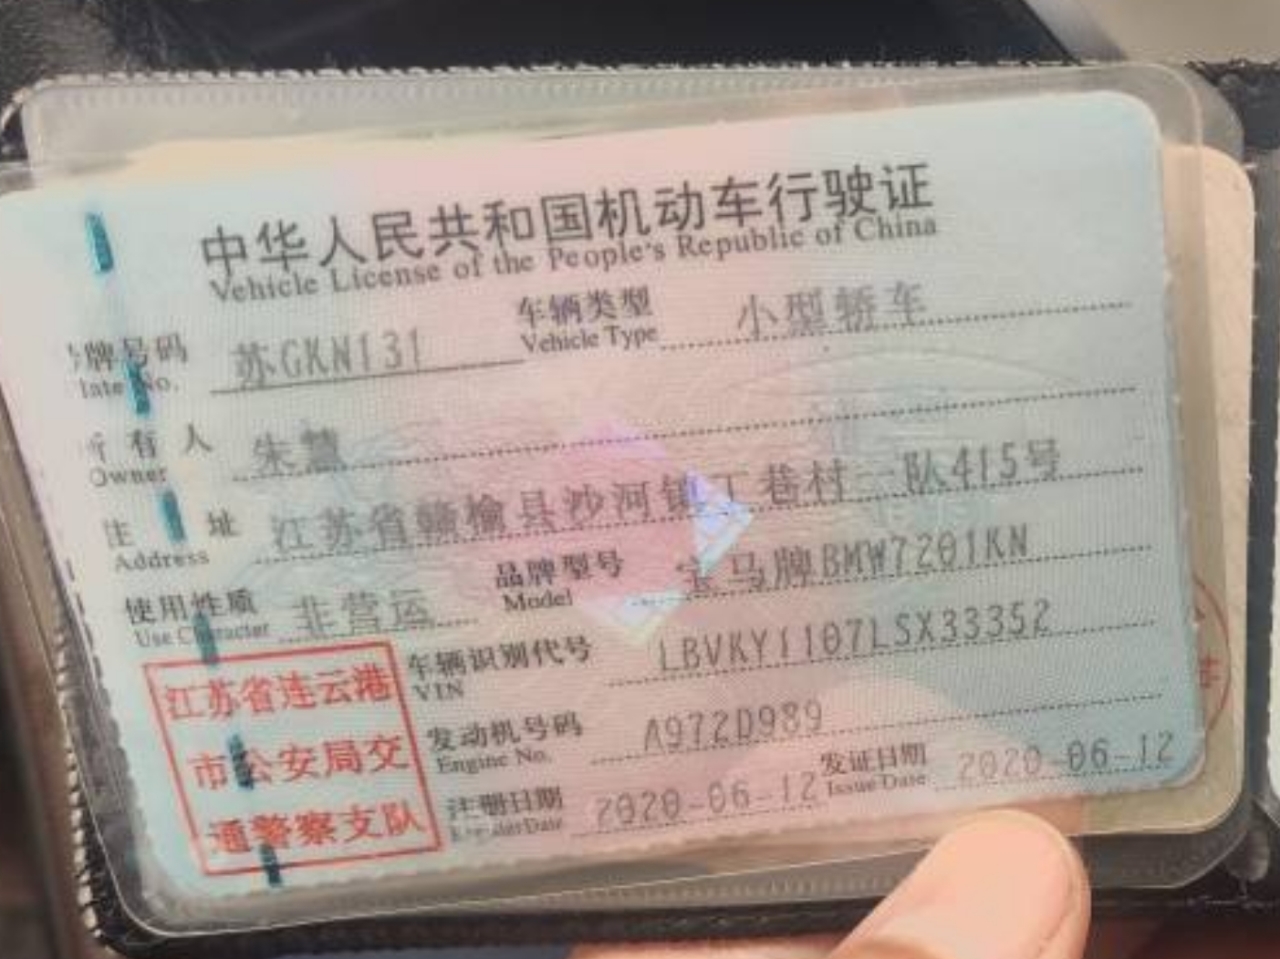 中华人民共和国机动车行驶证
Vehicle License of the People's Republic of China
号牌号码 苏GKN131 车辆类型 小型轿车
Plate No. Vehicle Type
所有人 朱慧
Owner
住址 江苏省赣榆县沙河镇丁巷村一队415号
Address
使用性质 非营运 品牌型号 宝马牌BMW7201KN
Use Character Model
车辆识别代号 LBVKY1107LSX33352
VIN
发动机号码 A972D989
Engine No.
注册日期 2020-06-12 发证日期 2020-06-12
Register Date Issue Date
江苏省连云港
市公安局交
通警察支队